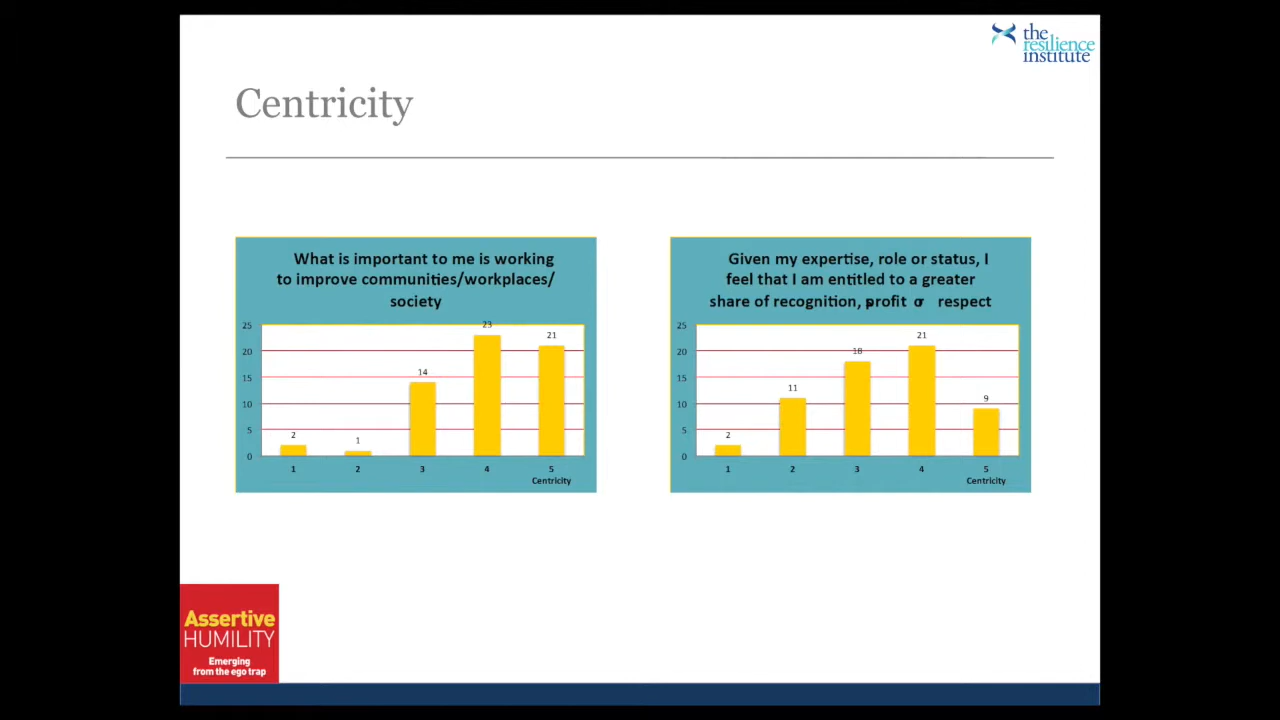 the
resilience
institute
Centricity
What is important to me is working
to improve communities/workplaces/
society
25
20
15
10
5
0
2
1
14
23
21
1 2 3 4 5
Centricity
Given my expertise, role or status, I
feel that I am entitled to a greater
share of recognition, profit or respect
25
20
15
10
5
0
2
11
18
21
9
1 2 3 4 5
Centricity
Assertive
HUMILITY
Emerging
from the ego trap